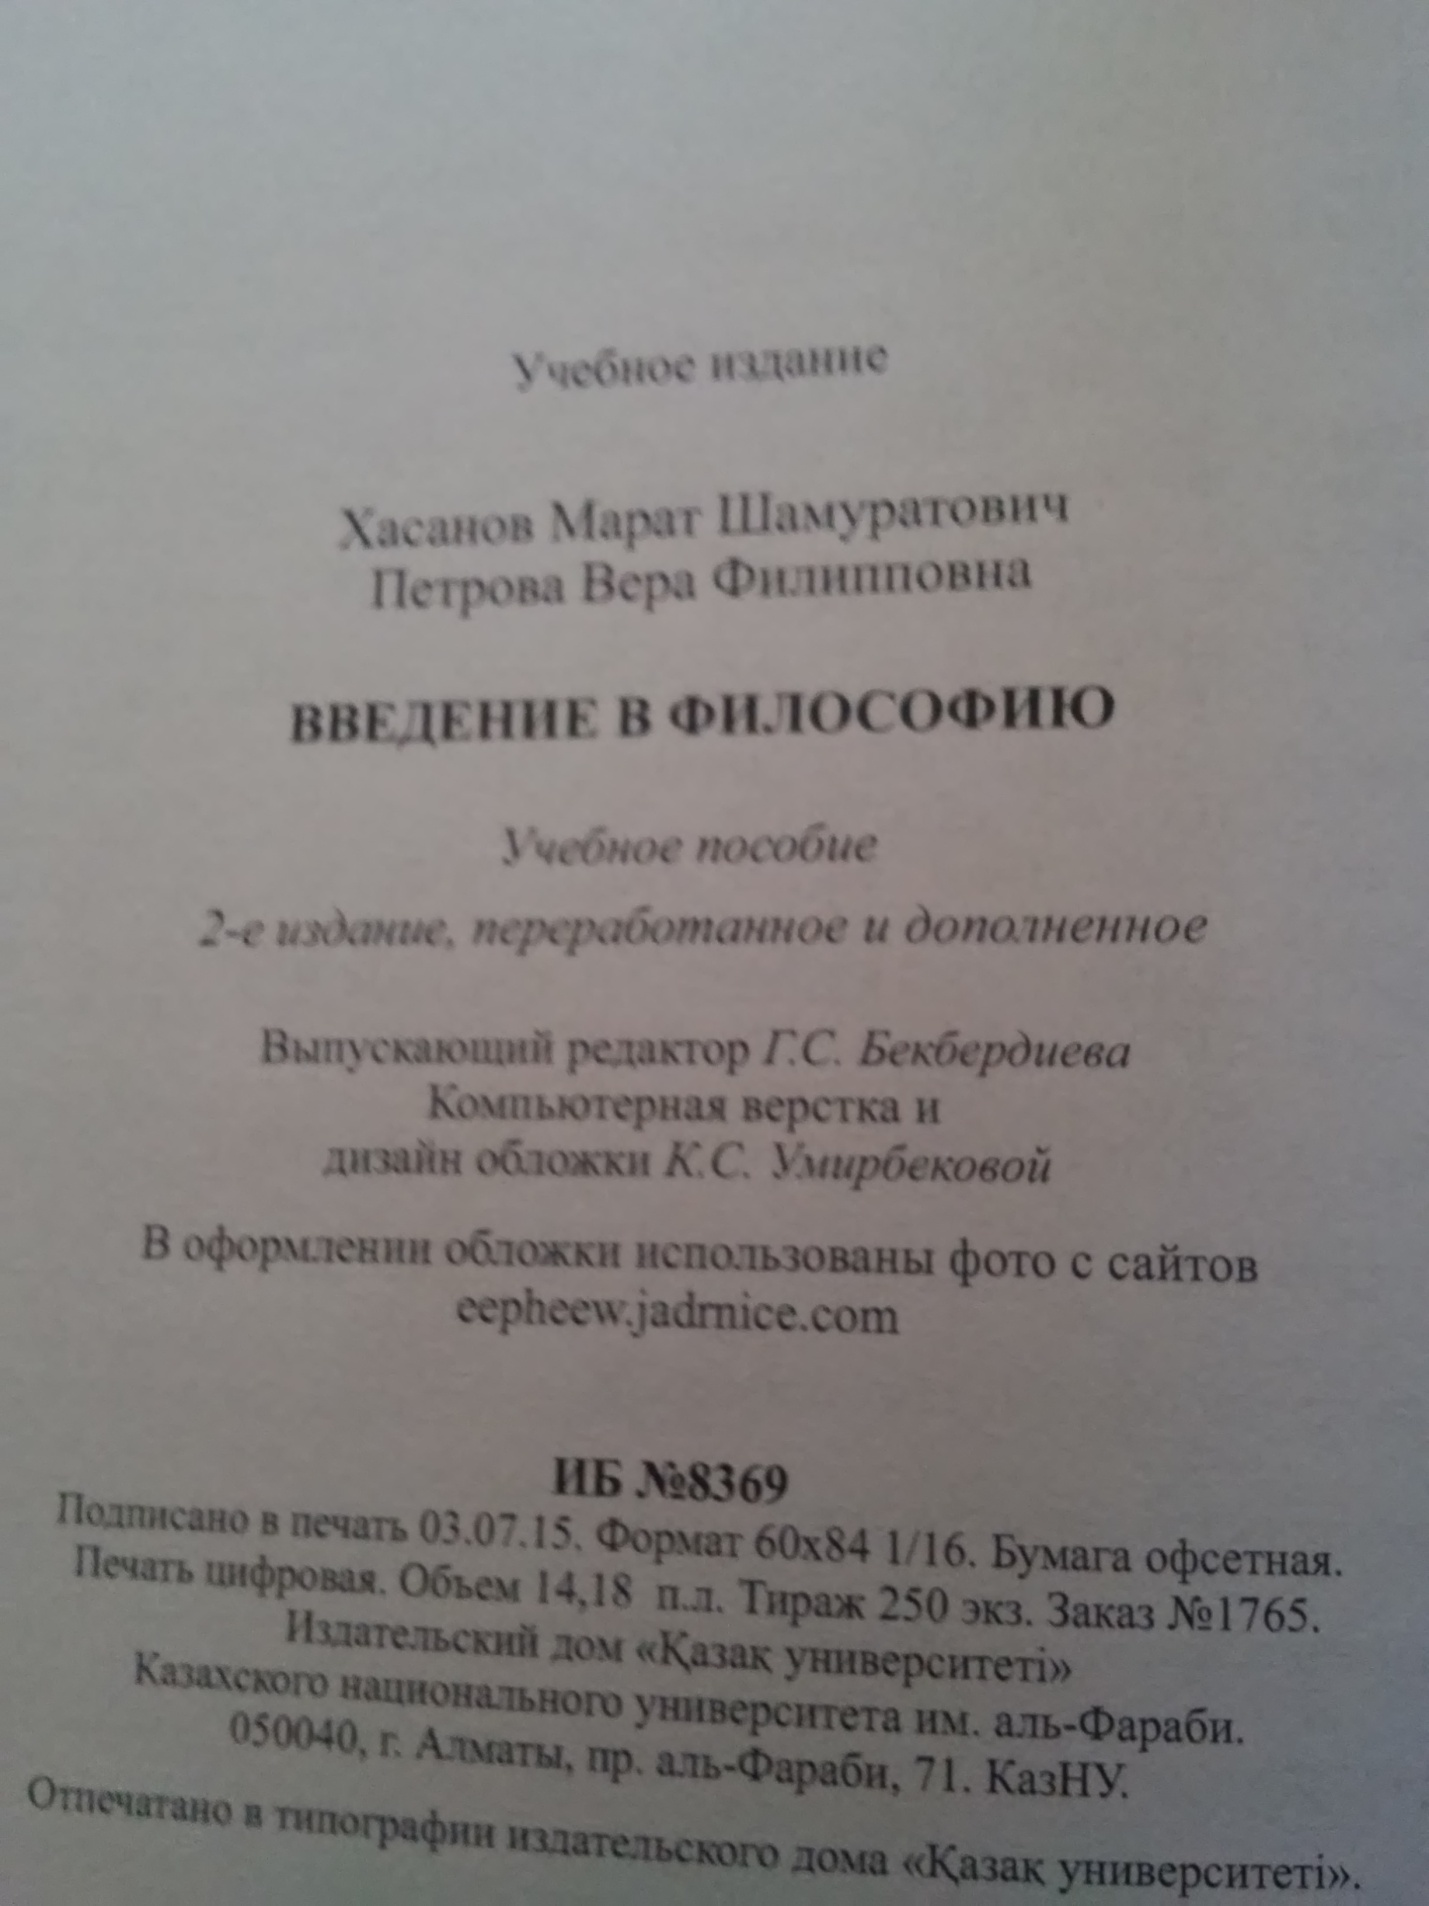 Учебное издание
Хасанов Марат Шамуратович
Петрова Вера Филипповна
ВВЕДЕНИЕ В ФИЛОСОФИЮ
Учебное пособие
2-е издание, переработанное и дополненное
Выпускающий редактор Г.С. Бекбердиева
Компьютерная верстка и
дизайн обложки К.С. Умирбековой
В оформлении обложки использованы фото с сайтов
eepheew.jadrnice.com
ИБ №8369
Подписано в печать 03.07.15. Формат 60х84 1/16. Бумага офсетная.
Печать цифровая. Объем 14,18 п.л. Тираж 250 экз. Заказ №1765.
Издательский дом «Қазақ университеті»
Казахского национального университета им. аль-Фараби.
050040, г. Алматы, пр. аль-Фараби, 71. КазНУ.
Отпечатано в типографии издательского дома «Қазақ университеті».